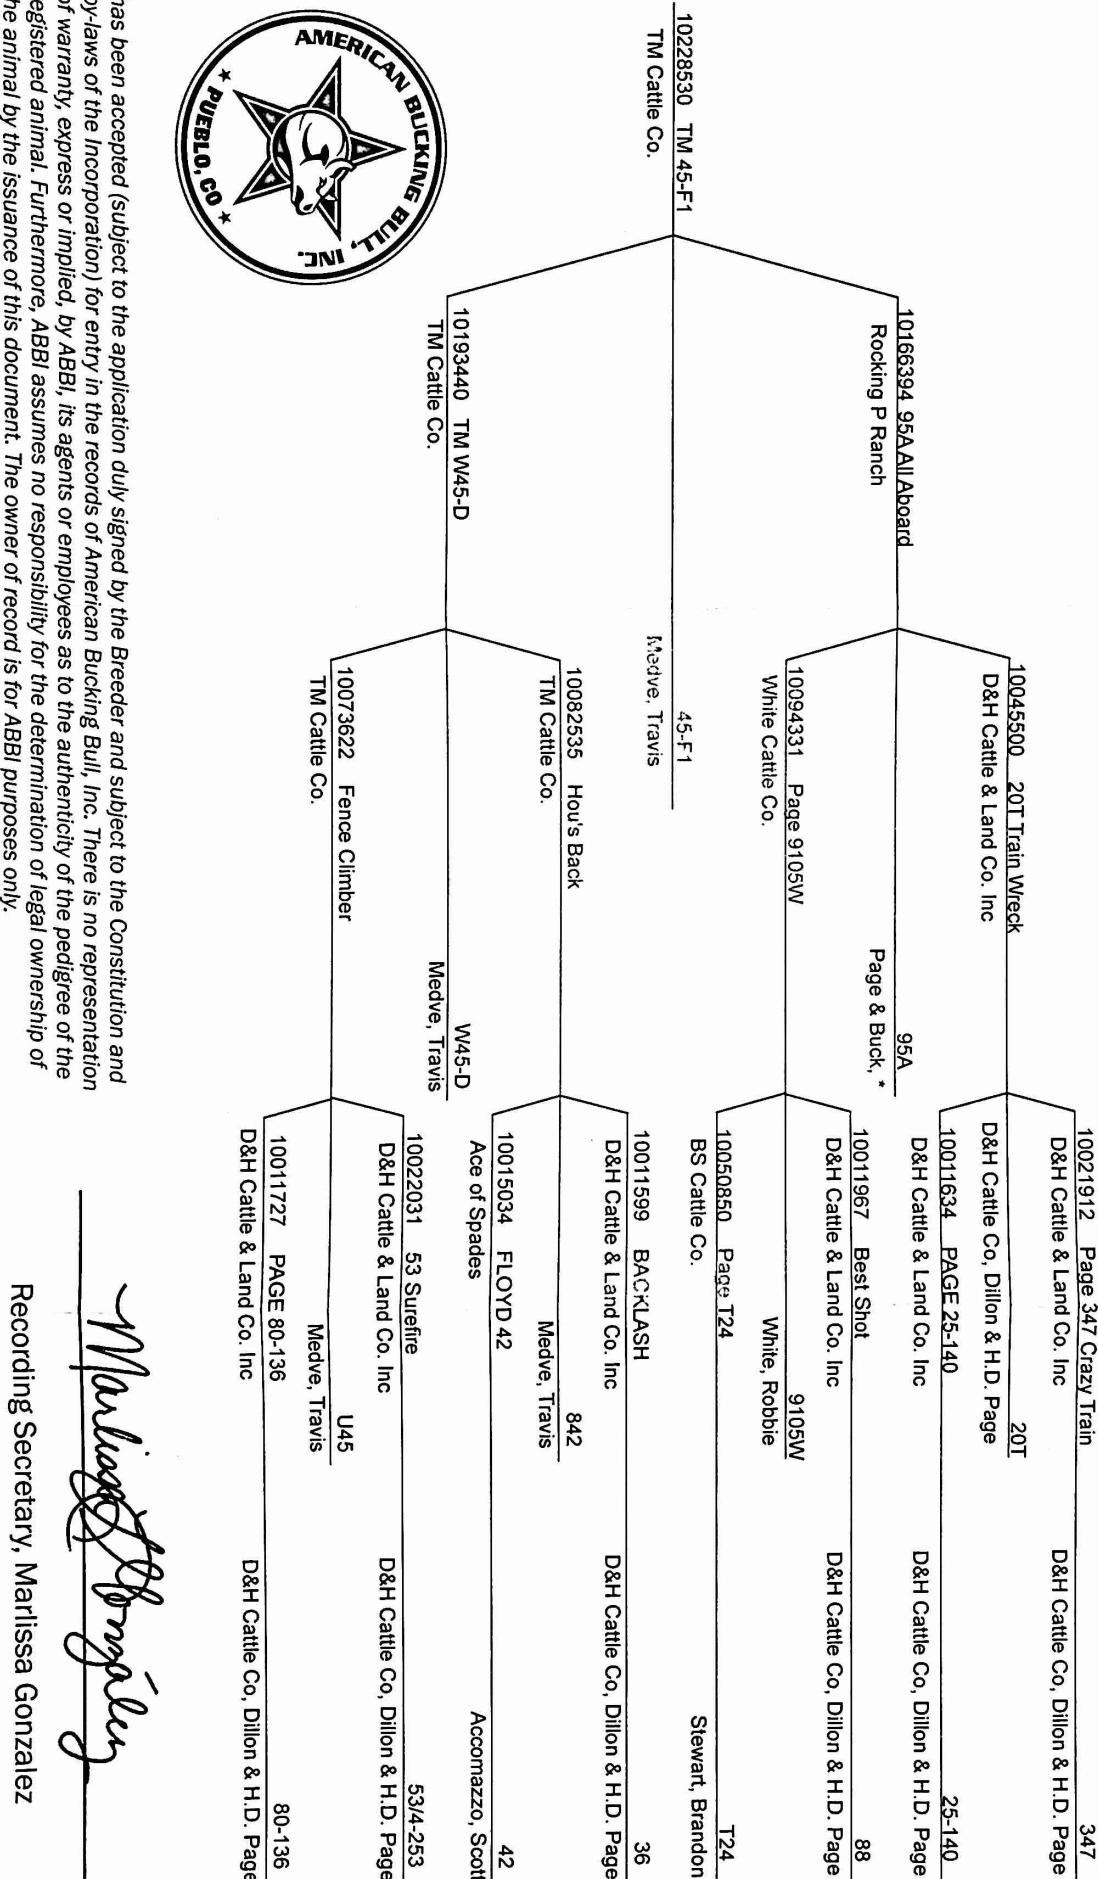 10021912 Page 347 Crazy Train 347
D&H Cattle & Land Co. Inc D&H Cattle Co, Dillon & H.D. Page
10045500 20T Train Wreck 20T
D&H Cattle & Land Co. Inc D&H Cattle Co, Dillon & H.D. Page
10011634 PAGE 25-140 25-140
D&H Cattle & Land Co. Inc D&H Cattle Co, Dillon & H.D. Page
10166394 95A All Aboard 95A
Rocking P Ranch Page & Buck, *
10011967 Best Shot 88
D&H Cattle & Land Co. Inc D&H Cattle Co, Dillon & H.D. Page
10094331 Page 9105W 9105W
White Cattle Co. White, Robbie
10050850 Page T24 T24
BS Cattle Co. Stewart, Brandon
10228530 TM 45-F1 45-F1
TM Cattle Co. Medve, Travis
10011599 BACKLASH 36
D&H Cattle & Land Co. Inc D&H Cattle Co, Dillon & H.D. Page
10082535 Hou's Back 842
TM Cattle Co. Medve, Travis
10015034 FLOYD 42 42
Ace of Spades Accomazzo, Scott
10193440 TM W45-D W45-D
TM Cattle Co. Medve, Travis
10022031 53 Surefire 53/4-253
D&H Cattle & Land Co. Inc D&H Cattle Co, Dillon & H.D. Page
10073622 Fence Climber U45
TM Cattle Co. Medve, Travis
10011727 PAGE 80-136 80-136
D&H Cattle & Land Co. Inc D&H Cattle Co, Dillon & H.D. Page
AMERICAN BUCKING BULL, INC.
★ PUEBLO, CO ★
has been accepted (subject to the application duly signed by the Breeder and subject to the Constitution and
by-laws of the Incorporation) for entry in the records of American Bucking Bull, Inc. There is no representation
of warranty, express or implied, by ABBI, its agents or employees as to the authenticity of the pedigree of the
registered animal. Furthermore, ABBI assumes no responsibility for the determination of legal ownership of
the animal by the issuance of this document. The owner of record is for ABBI purposes only.
Marlissa Gonzalez
Recording Secretary, Marlissa Gonzalez